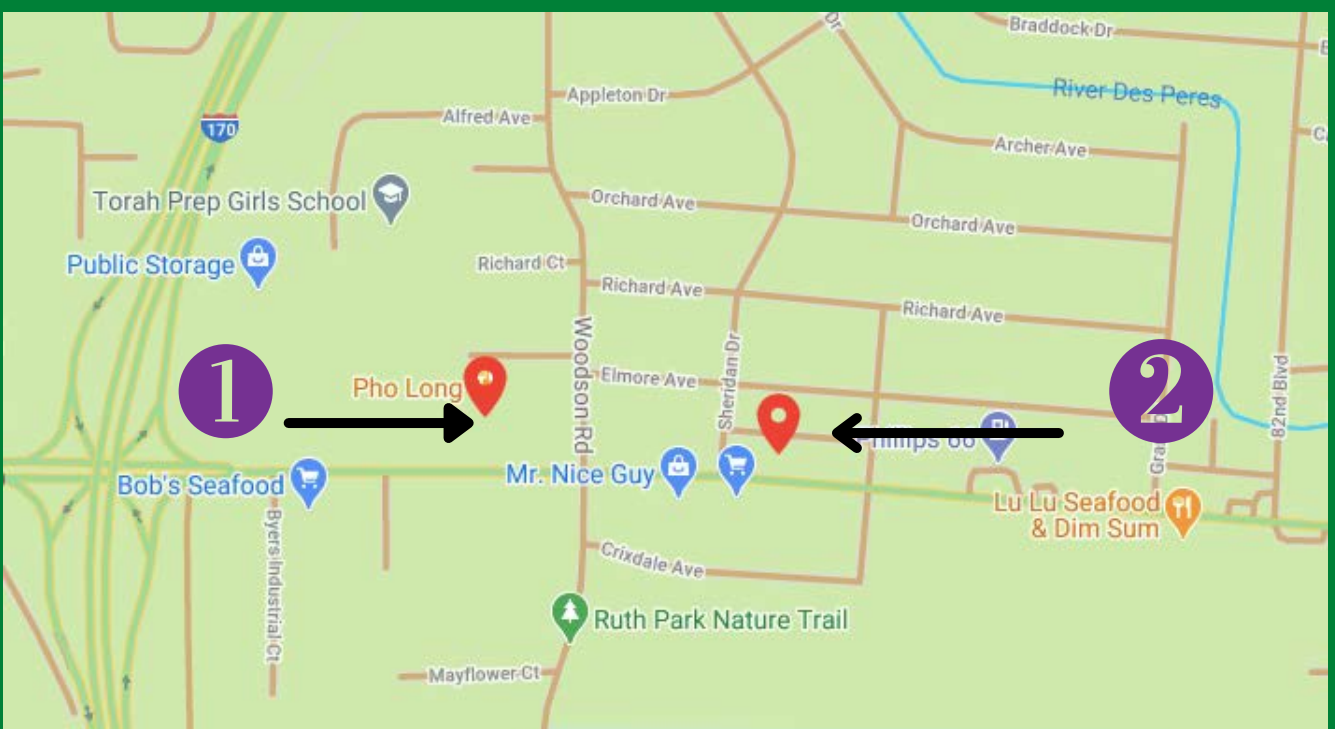 Braddock Dr
Dr
River Des Peres
Appleton Dr
Alfred Ave
170
Archer Ave
Torah Prep Girls School
Orchard Ave
Orchard Ave
Public Storage
Richard Ct
Richard Ave
Richard Ave
Woodson Rd
Sheridan Dr
82nd Blvd
1
Pho Long
Elmore Ave
2
66
Mr. Nice Guy
Bob's Seafood
Lu Lu Seafood
& Dim Sum
Byers Industrial Ct
Crixdale Ave
Ruth Park Nature Trail
Mayflower Ct